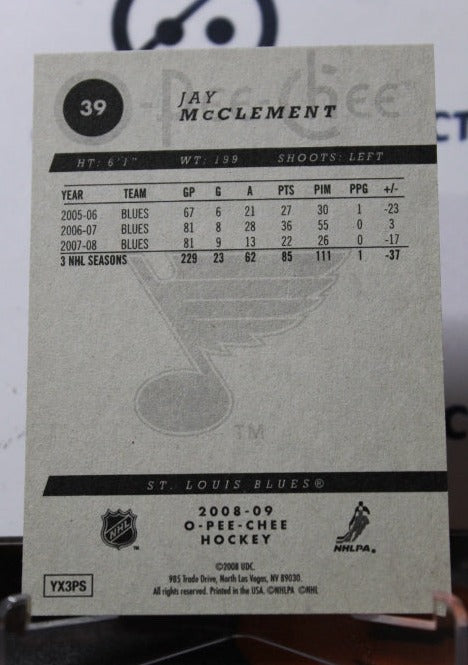 O-Pee-Chee™
39
JAY
McCLEMENT
HT: 6'1" WT: 199 SHOOTS: LEFT
YEAR TEAM GP G A PTS PIM PPG +/-
2005-06 BLUES 67 6 21 27 30 1 -23
2006-07 BLUES 81 8 28 36 55 0 3
2007-08 BLUES 81 9 13 22 26 0 -17
3 NHL SEASONS 229 23 62 85 111 1 -37
TM
ST. LOUIS BLUES®
2008-09
O-PEE-CHEE
HOCKEY
NHL
NHLPA®
©2008 UDC.
985 Trade Drive, North Las Vegas, NV 89030.
All rights reserved. Printed in the USA. ©NHLPA ©NHL
YX3PS